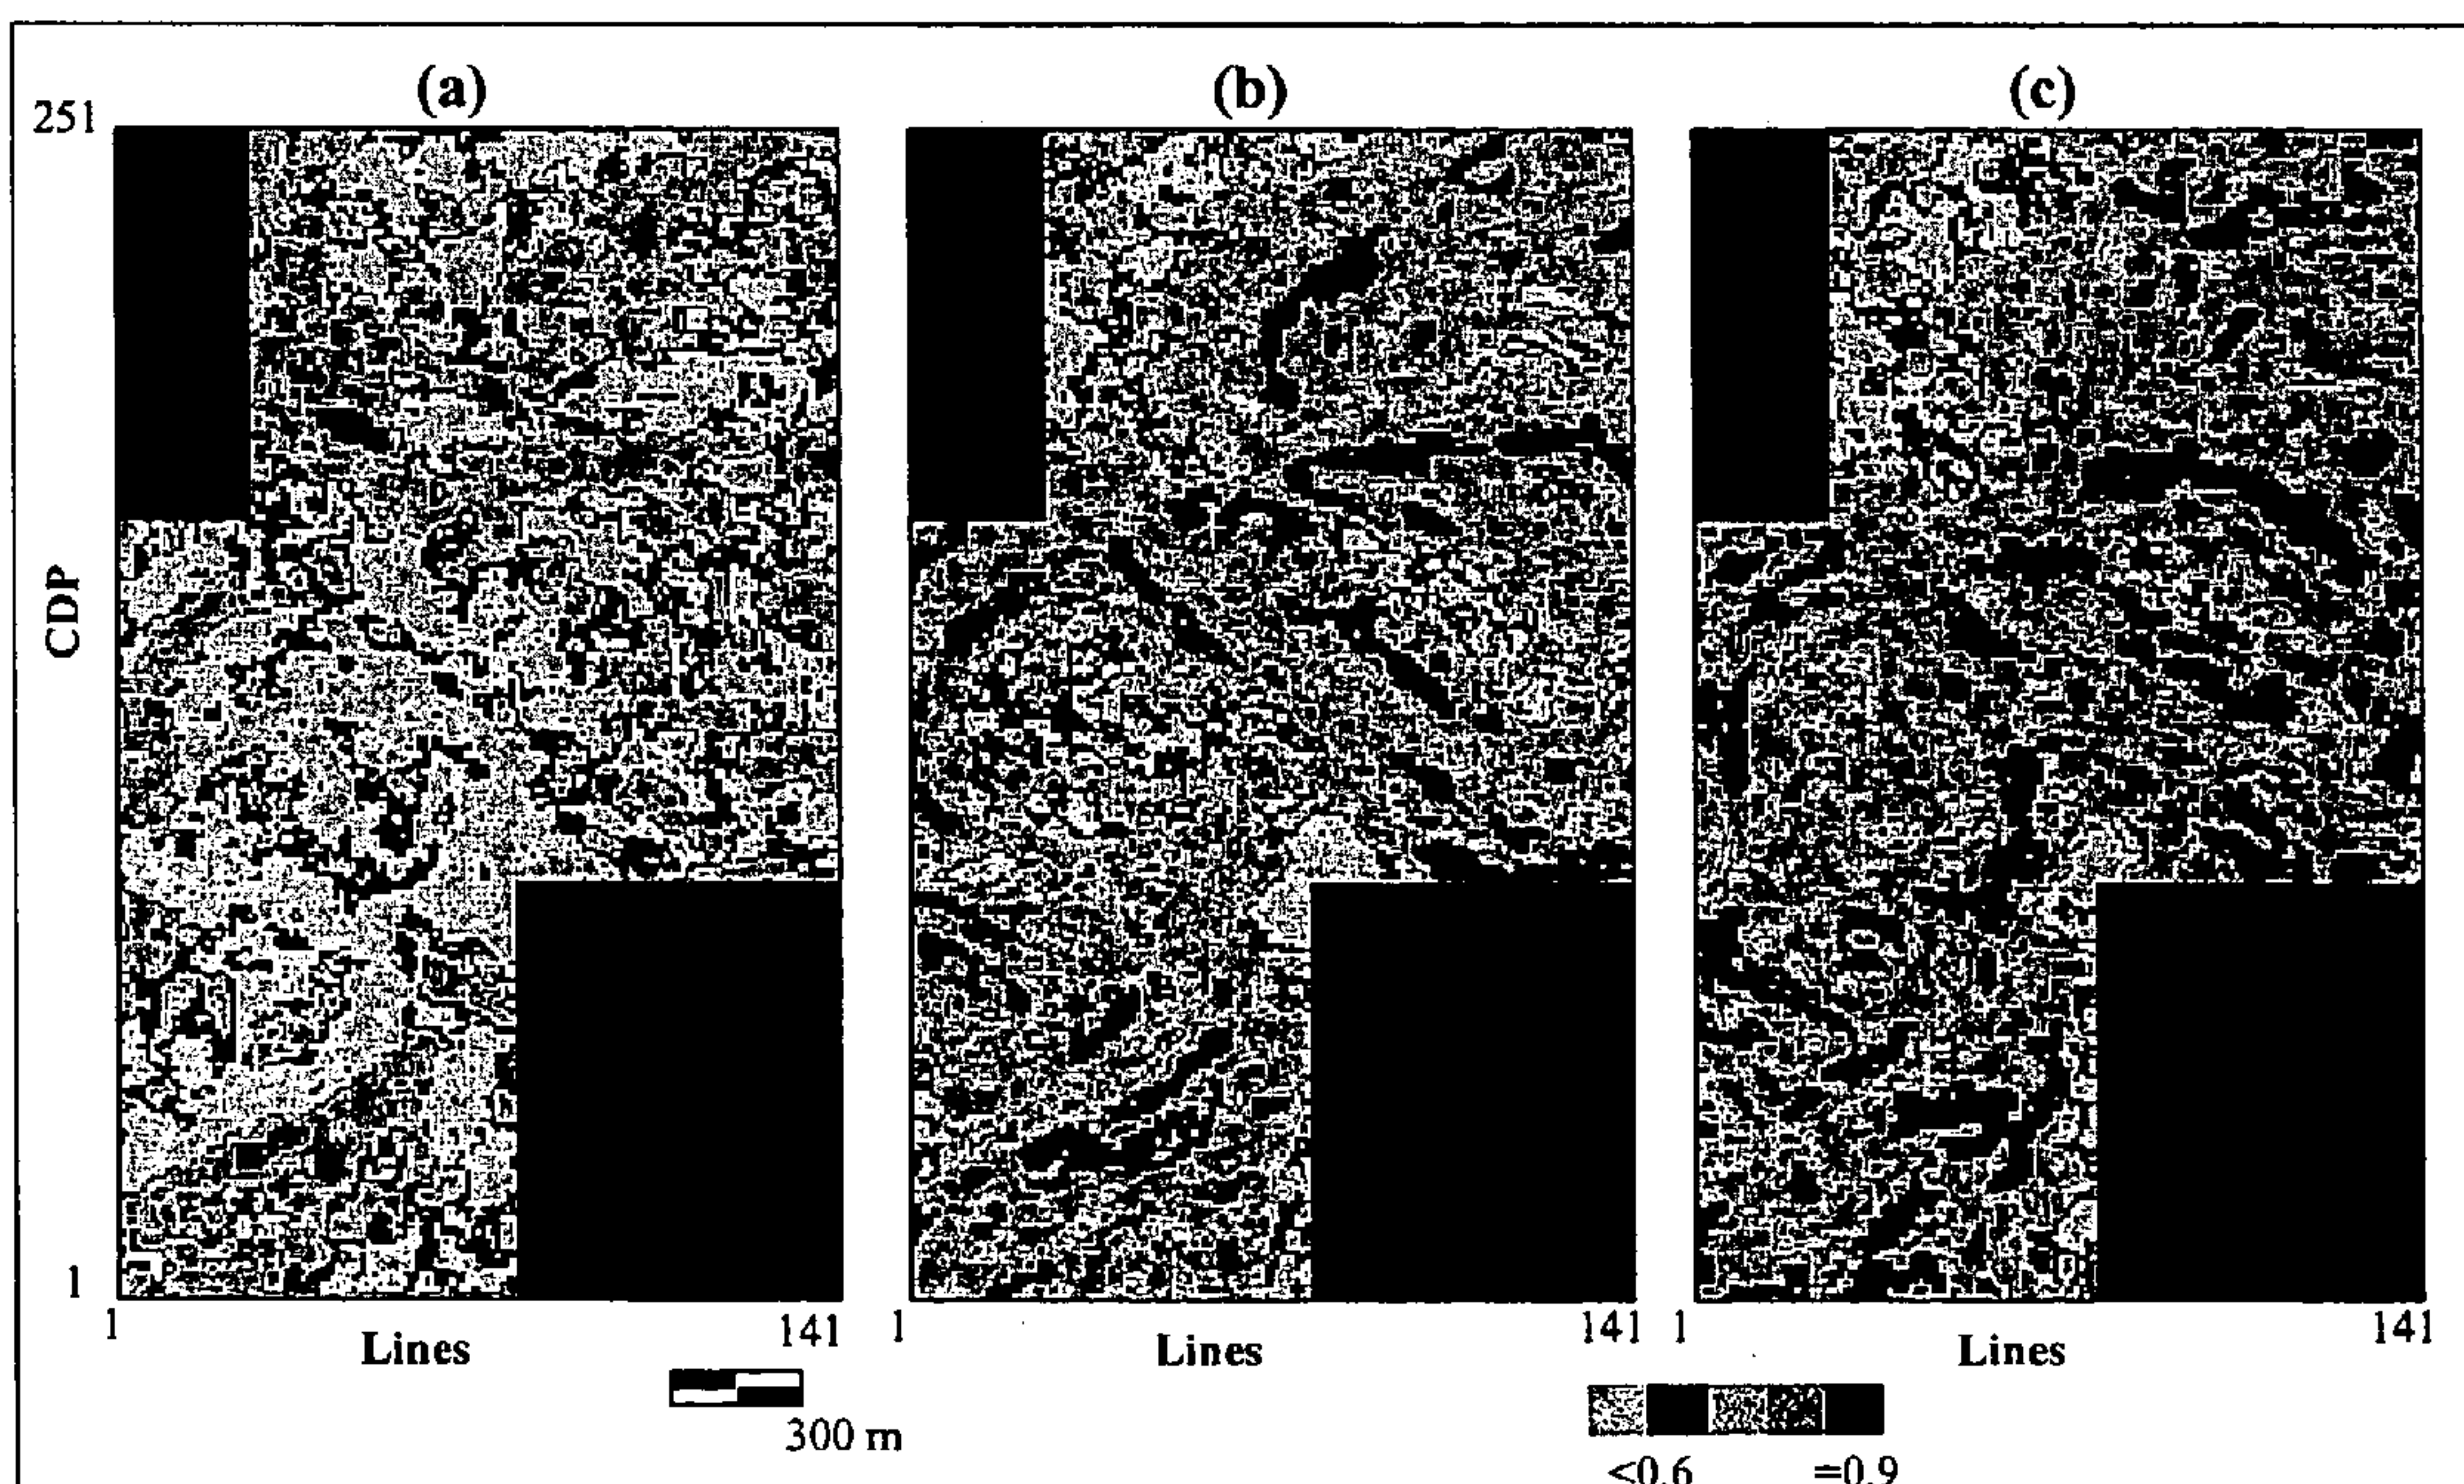 (a) (b) (c)
251
CDP
1
1 141 1 141 1 141
Lines Lines Lines
300 m
<0.6 =0.9